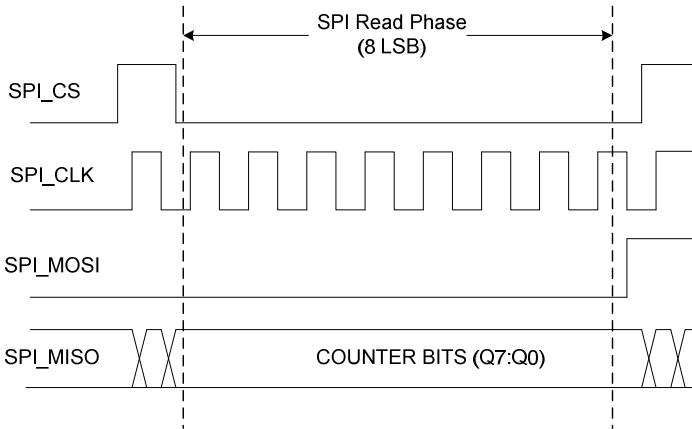 SPI Read Phase
(8 LSB)
SPI_CS
SPI_CLK
SPI_MOSI
SPI_MISO
COUNTER BITS (Q7:Q0)